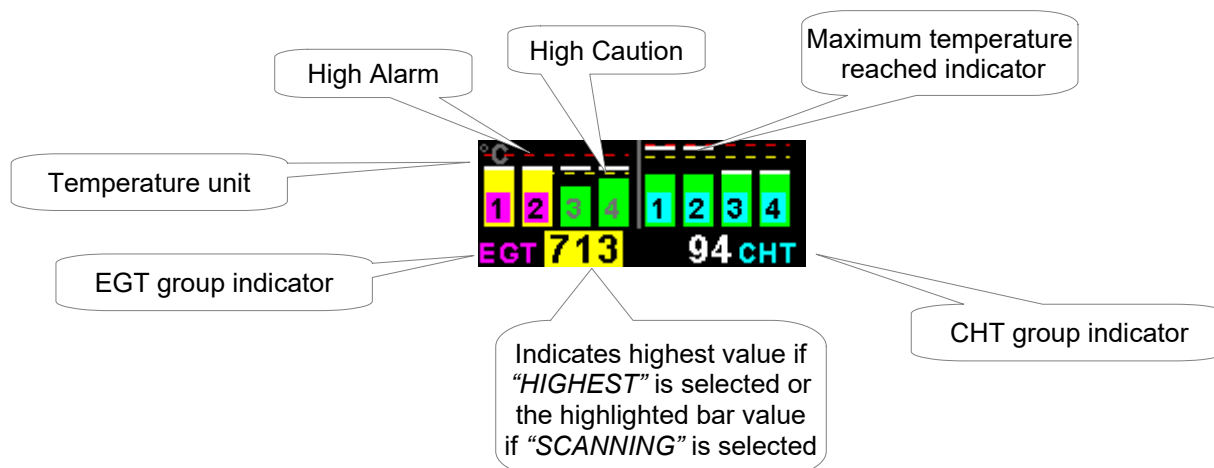 High Alarm
High Caution
Maximum temperature
reached indicator
Temperature unit
°C
1 2 3 4 1 2 3 4
EGT 713 94 CHT
EGT group indicator
CHT group indicator
Indicates highest value if
“HIGHEST” is selected or
the highlighted bar value
if “SCANNING” is selected